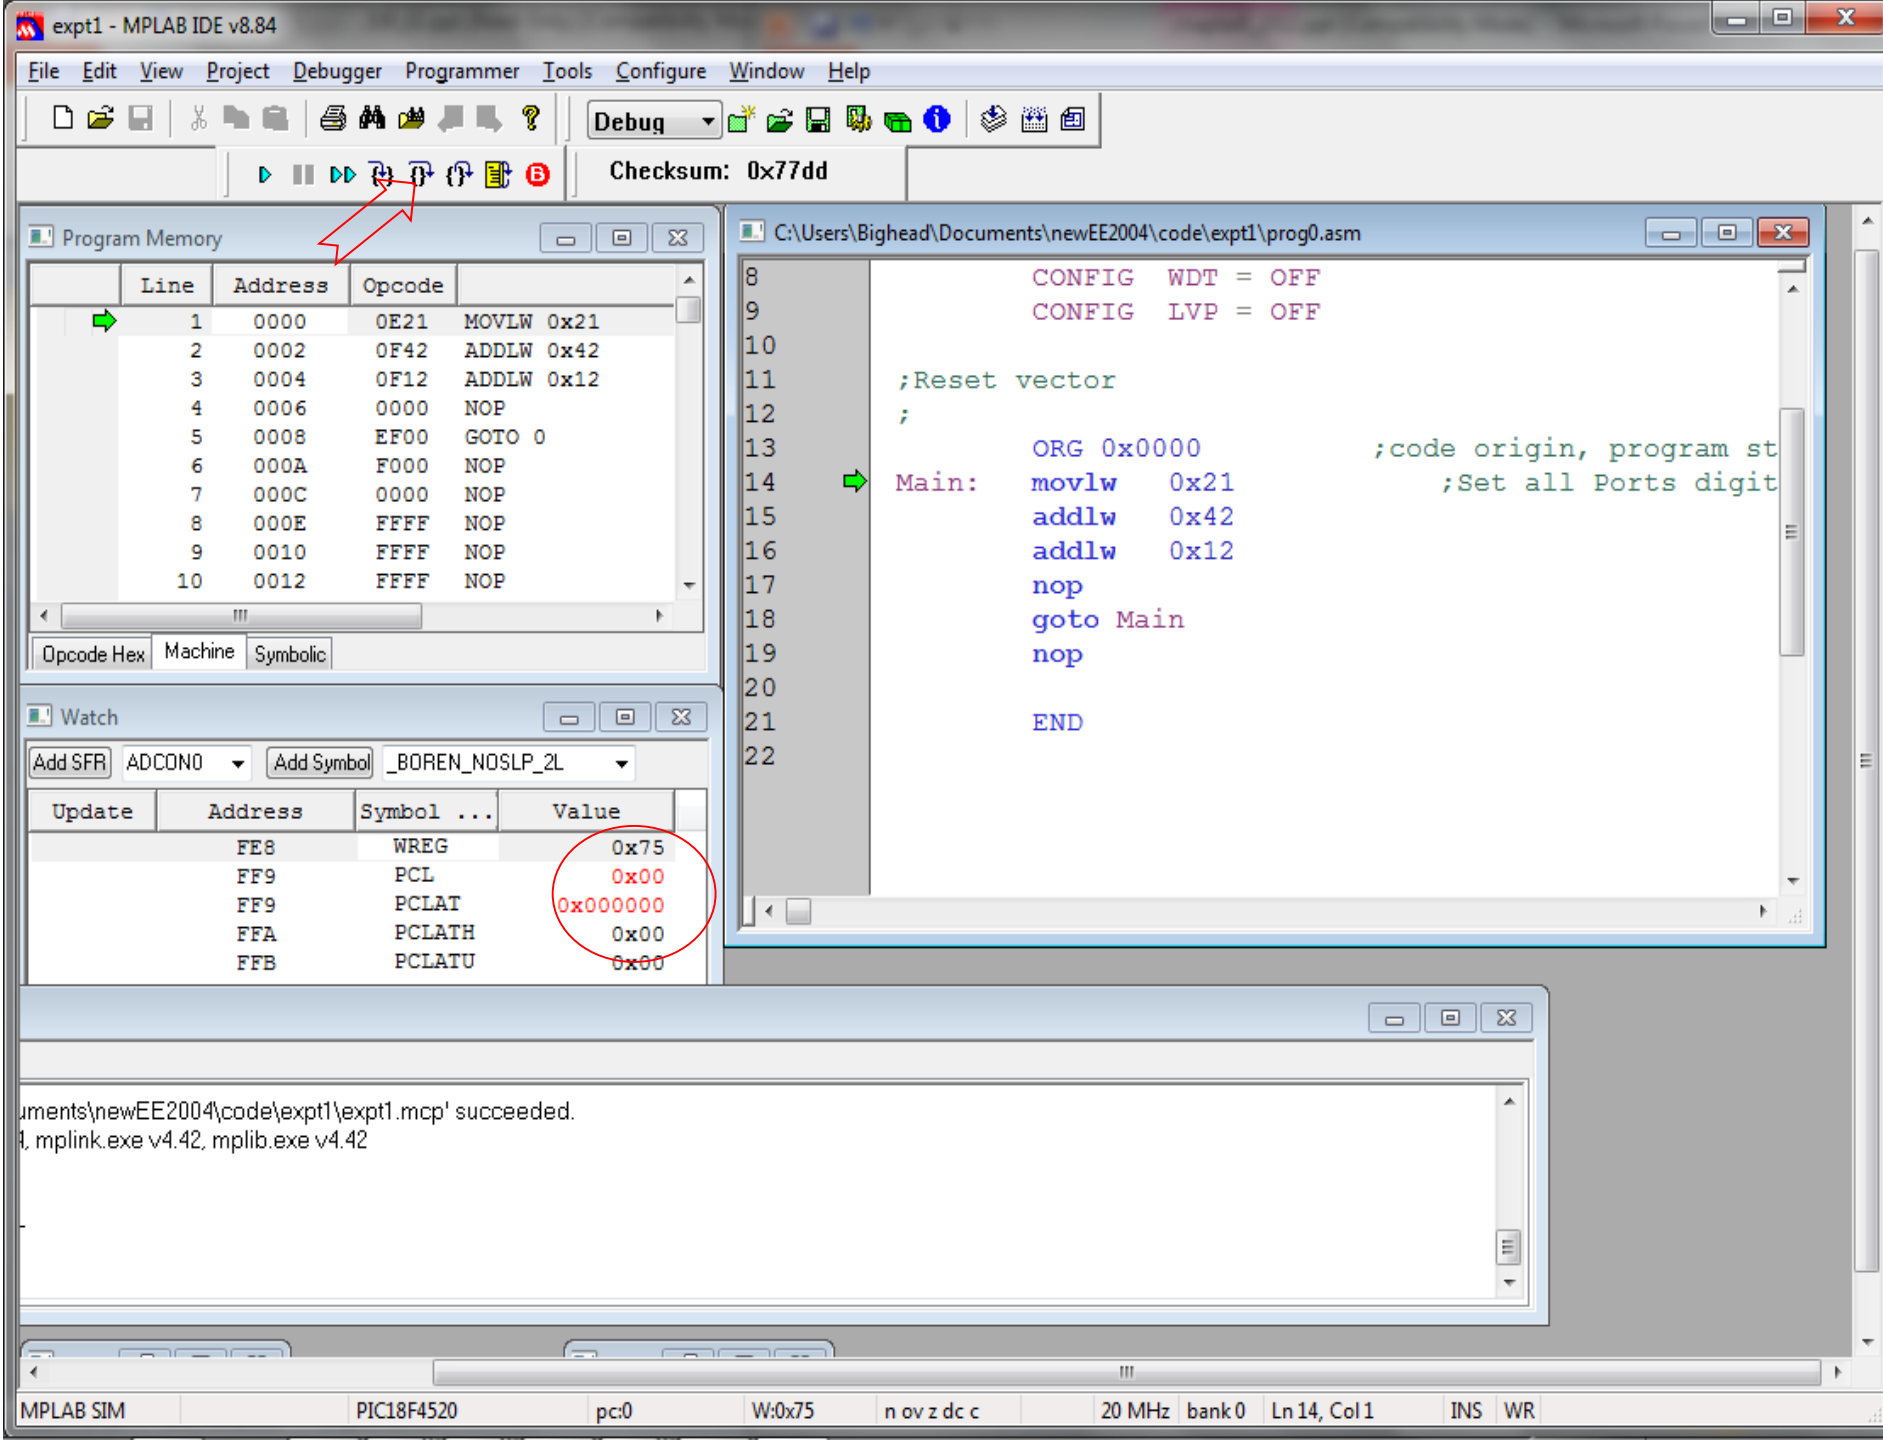 expt1 - MPLAB IDE v8.84
File Edit View Project Debugger Programmer Tools Configure Window Help
Debug
Checksum: 0x77dd
Program Memory
Line Address Opcode
1 0000 0E21 MOVLW 0x21
2 0002 0F42 ADDLW 0x42
3 0004 0F12 ADDLW 0x12
4 0006 0000 NOP
5 0008 EF00 GOTO 0
6 000A F000 NOP
7 000C 0000 NOP
8 000E FFFF NOP
9 0010 FFFF NOP
10 0012 FFFF NOP
Opcode Hex Machine Symbolic
C:\Users\Bighead\Documents\newEE2004\code\expt1\prog0.asm
8 CONFIG WDT = OFF
9 CONFIG LVP = OFF
10
11 ;Reset vector
12 ;
13 ORG 0x0000 ;code origin, program st
14 Main: movlw 0x21 ;Set all Ports digit
15 addlw 0x42
16 addlw 0x12
17 nop
18 goto Main
19 nop
20
21 END
22
Watch
Add SFR ADCON0 Add Symbol _BOREN_NOSLP_2L
Update Address Symbol ... Value
FE8 WREG 0x75
FF9 PCL 0x00
FF9 PCLAT 0x000000
FFA PCLATH 0x00
FFB PCLATU 0x00
uments\newEE2004\code\expt1\expt1.mcp' succeeded.
, mplink.exe v4.42, mplib.exe v4.42
MPLAB SIM PIC18F4520 pc:0 W:0x75 n ov z dc c 20 MHz bank 0 Ln 14, Col 1 INS WR